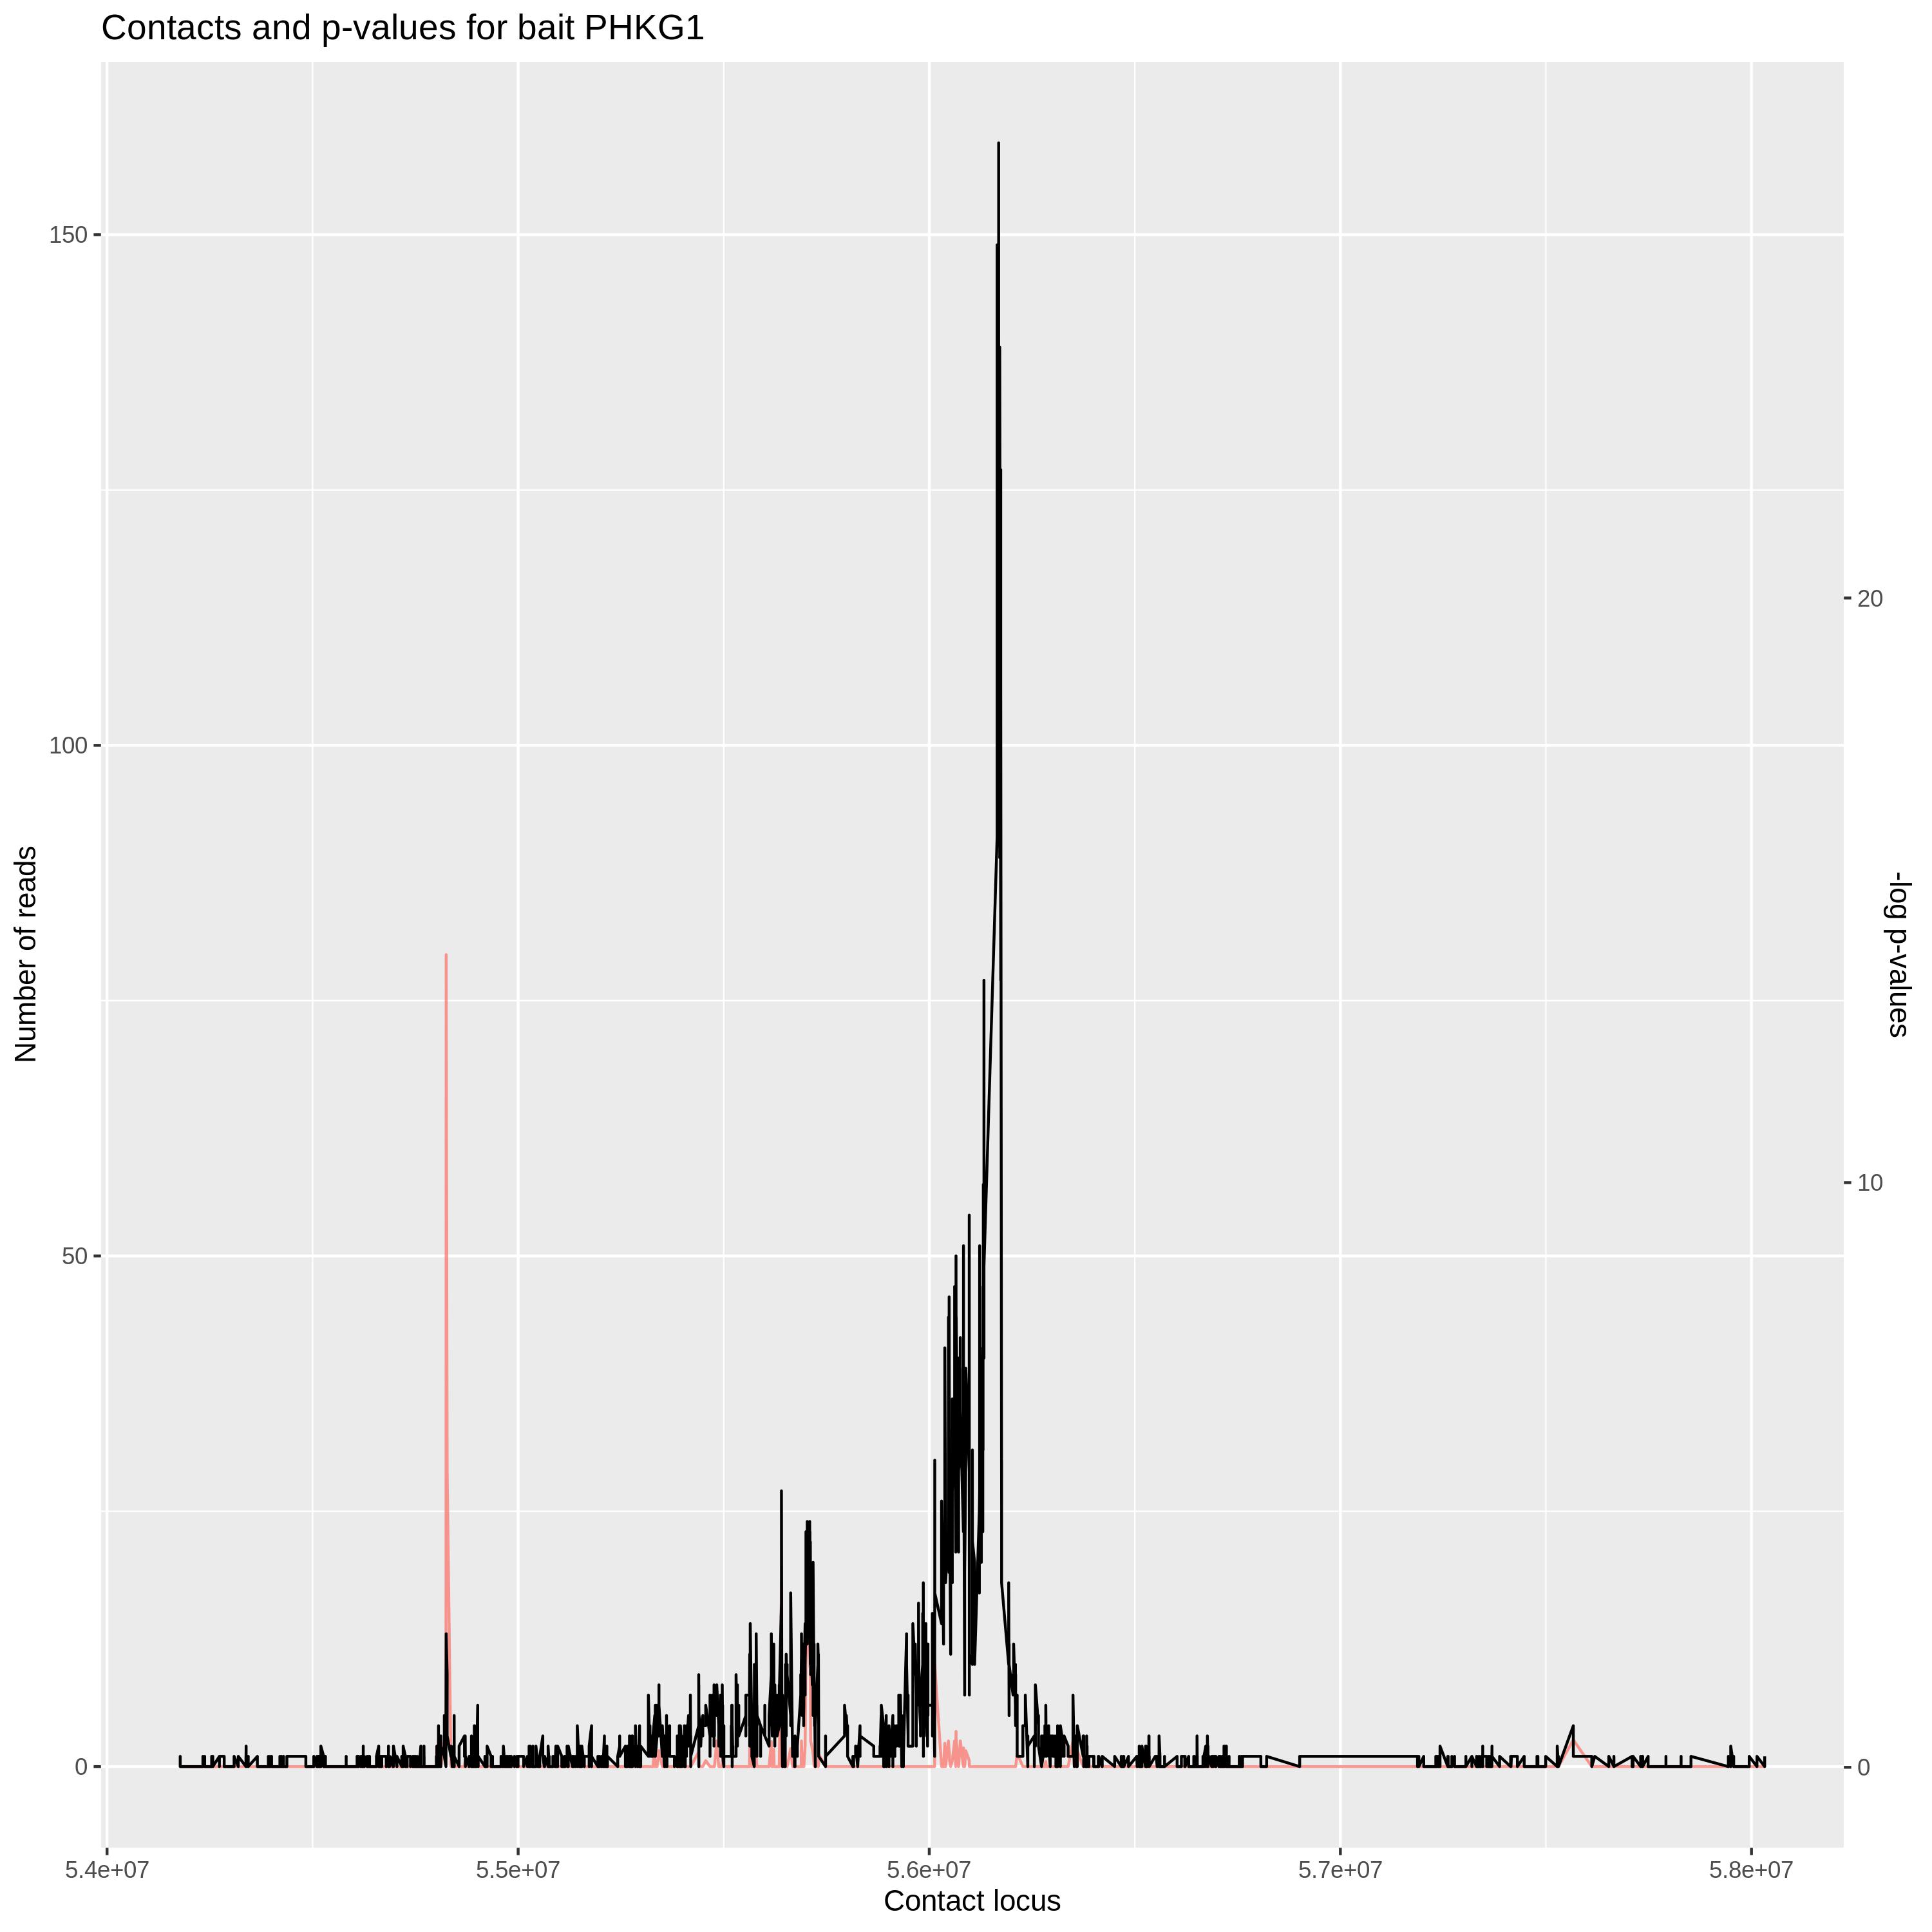 Contacts and p-values for bait PHKG1
150
100
50
0
Number of reads
20
10
0
-log p-values
5.4e+07
5.5e+07
5.6e+07
5.7e+07
5.8e+07
Contact locus